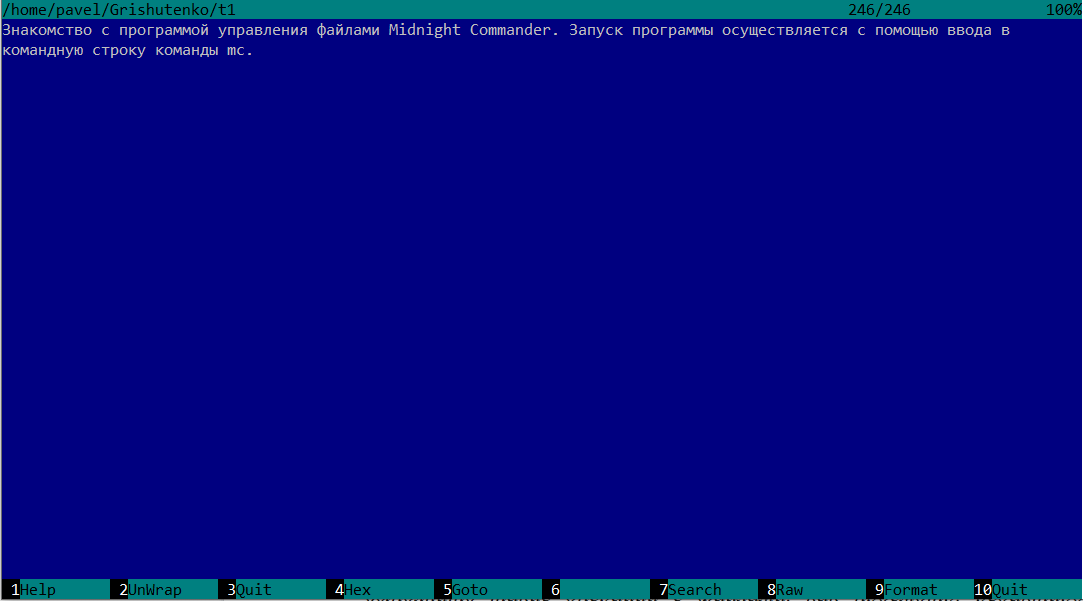 /home/pavel/Grishutenko/t1 246/246 100%
Знакомство с программой управления файлами Midnight Commander. Запуск программы осуществляется с помощью ввода в
командную строку команды mc.
1Help 2UnWrap 3Quit 4Hex 5Goto 6 7Search 8Raw 9Format 10Quit